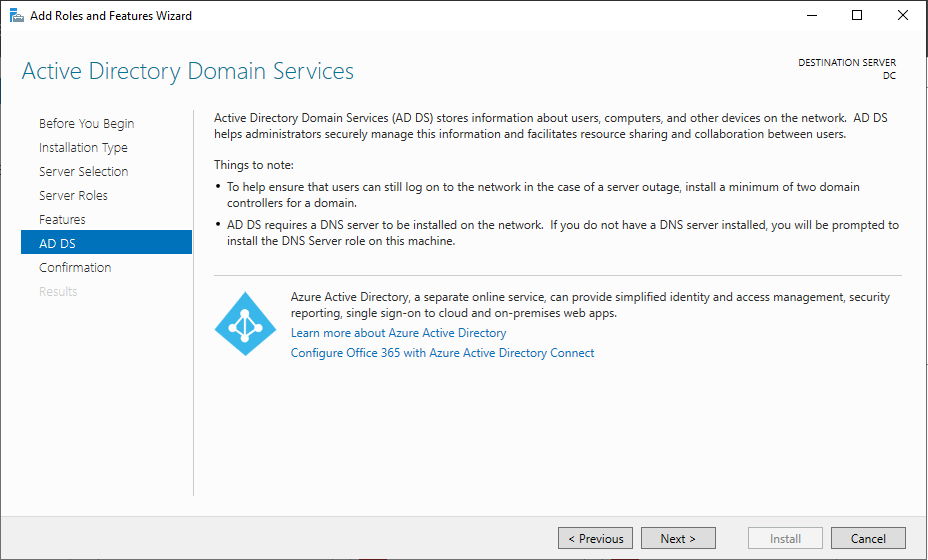 Add Roles and Features Wizard
Active Directory Domain Services
DESTINATION SERVER
DC
Before You Begin
Installation Type
Server Selection
Server Roles
Features
AD DS
Confirmation
Results
Active Directory Domain Services (AD DS) stores information about users, computers, and other devices on the network.  AD DS
helps administrators securely manage this information and facilitates resource sharing and collaboration between users.
Things to note:
• To help ensure that users can still log on to the network in the case of a server outage, install a minimum of two domain
controllers for a domain.
• AD DS requires a DNS server to be installed on the network.  If you do not have a DNS server installed, you will be prompted to
install the DNS Server role on this machine.
Azure Active Directory, a separate online service, can provide simplified identity and access management, security
reporting, single sign-on to cloud and on-premises web apps.
Learn more about Azure Active Directory
Configure Office 365 with Azure Active Directory Connect
< Previous
Next >
Install
Cancel